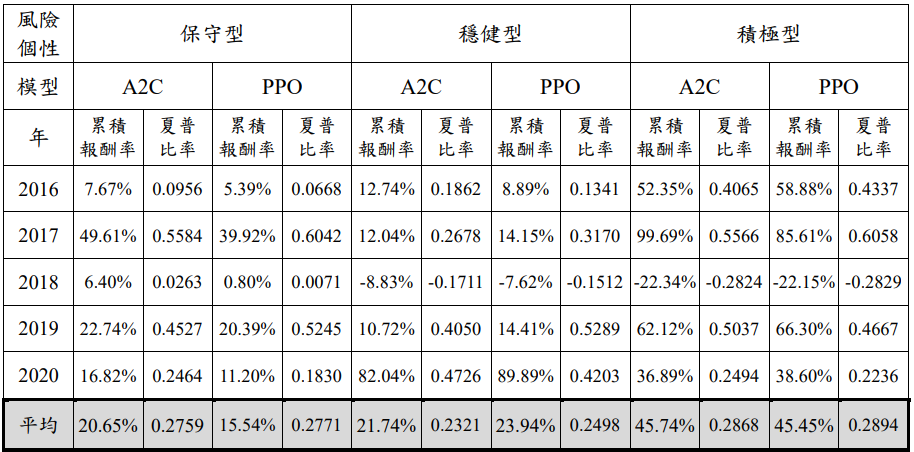 風險個性 保守型 穩健型 積極型
模型 A2C PPO A2C PPO A2C PPO
年 累積報酬率 夏普比率 累積報酬率 夏普比率 累積報酬率 夏普比率 累積報酬率 夏普比率 累積報酬率 夏普比率 累積報酬率 夏普比率
2016 7.67% 0.0956 5.39% 0.0668 12.74% 0.1862 8.89% 0.1341 52.35% 0.4065 58.88% 0.4337
2017 49.61% 0.5584 39.92% 0.6042 12.04% 0.2678 14.15% 0.3170 99.69% 0.5566 85.61% 0.6058
2018 6.40% 0.0263 0.80% 0.0071 -8.83% -0.1711 -7.62% -0.1512 -22.34% -0.2824 -22.15% -0.2829
2019 22.74% 0.4527 20.39% 0.5245 10.72% 0.4050 14.41% 0.5289 62.12% 0.5037 66.30% 0.4667
2020 16.82% 0.2464 11.20% 0.1830 82.04% 0.4726 89.89% 0.4203 36.89% 0.2494 38.60% 0.2236
平均 20.65% 0.2759 15.54% 0.2771 21.74% 0.2321 23.94% 0.2498 45.74% 0.2868 45.45% 0.2894